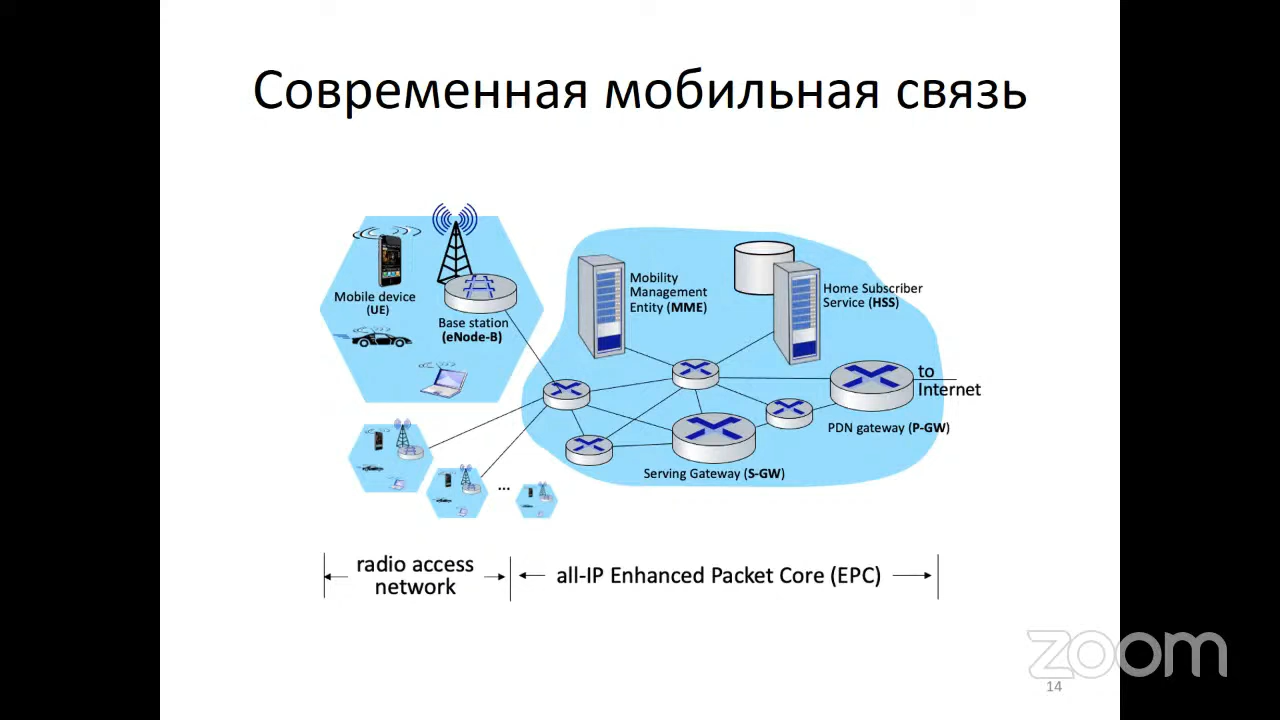 Современная мобильная связь
Mobile device
(UE)
Base station
(eNode-B)
Mobility
Management
Entity (MME)
Home Subscriber
Service (HSS)
to
Internet
PDN gateway (P-GW)
Serving Gateway (S-GW)
...
radio access
network
all-IP Enhanced Packet Core (EPC)
zoom
14